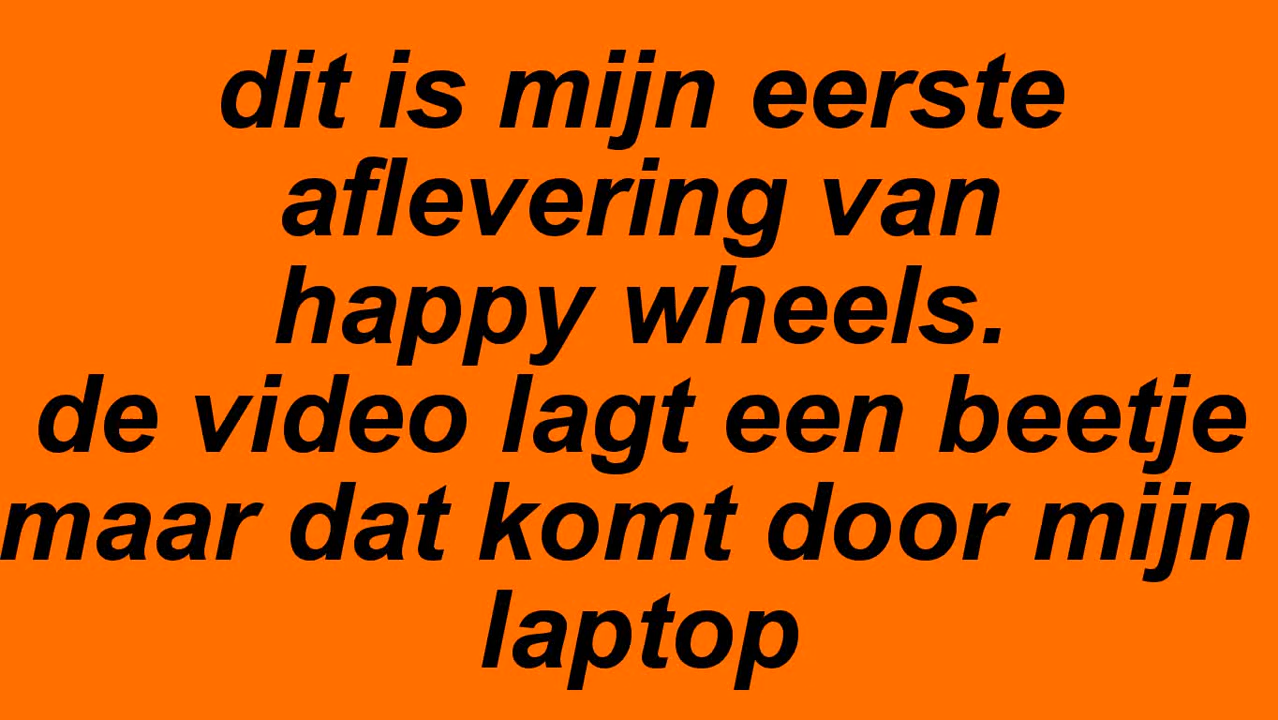 dit is mijn eerste
aflevering van
happy wheels.
de video lagt een beetje
maar dat komt door mijn
laptop